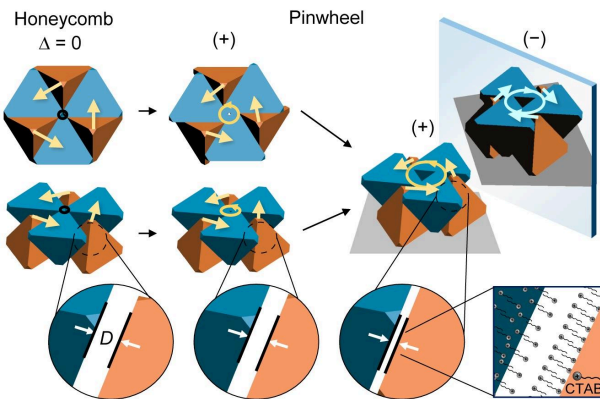 Honeycomb
Δ = 0
Pinwheel
(+)
(−)
(+)
D
CTAB